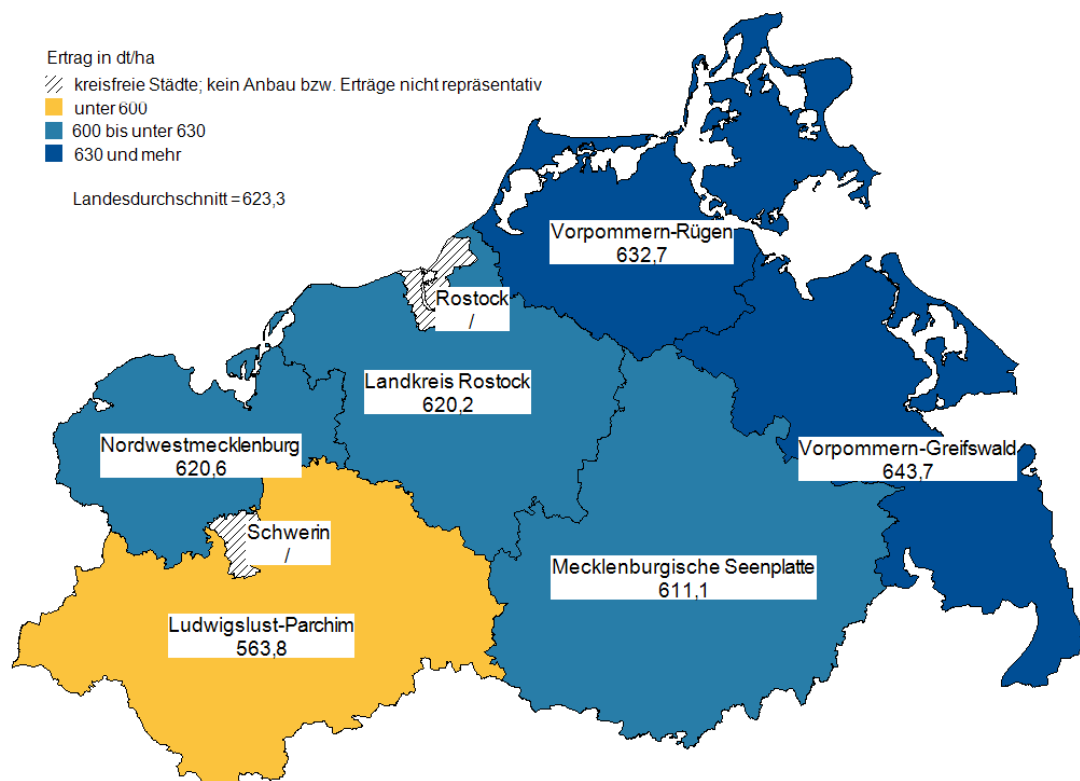 Ertrag in dt/ha
kreisfreie Städte; kein Anbau bzw. Erträge nicht repräsentativ
unter 600
600 bis unter 630
630 und mehr
Landesdurchschnitt = 623,3
Vorpommern-Rügen
632,7
Rostock
/
Landkreis Rostock
620,2
Nordwestmecklenburg
620,6
Vorpommern-Greifswald
643,7
Schwerin
/
Mecklenburgische Seenplatte
611,1
Ludwigslust-Parchim
563,8